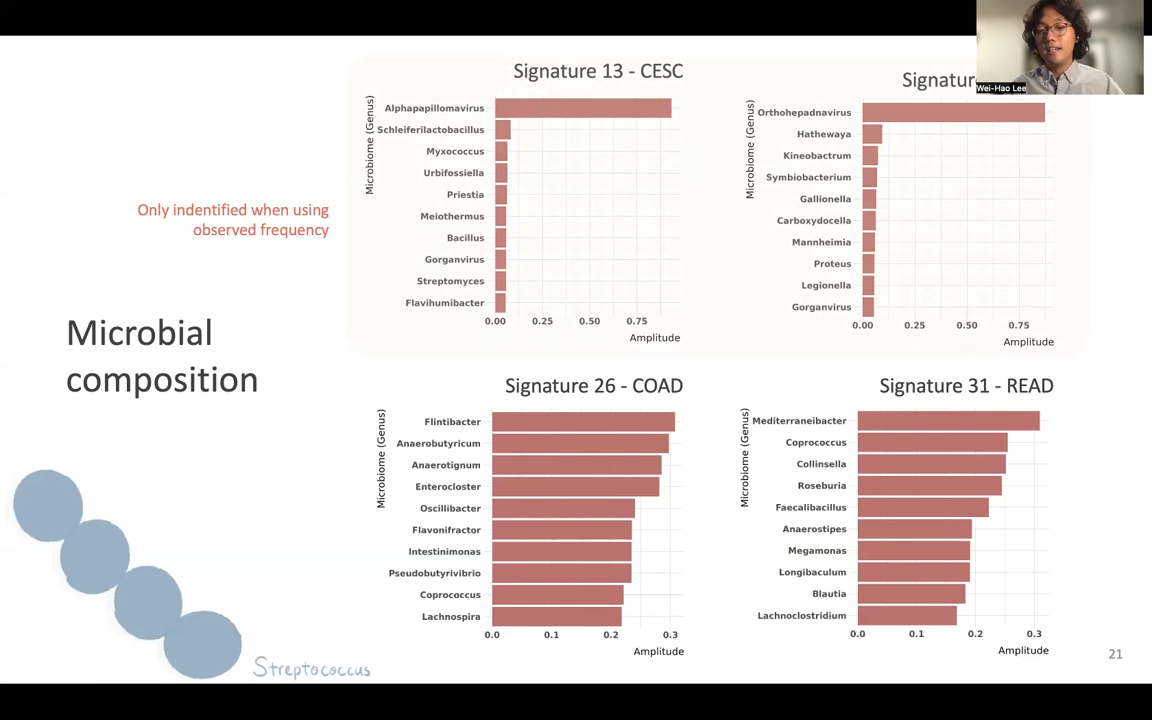 Wei-Hao Lee
Signature 13 - CESC
Microbiome (Genus)
Alphapapillomavirus
Schleiferilactobacillus
Myxococcus
Urbifossiella
Priestia
Meiothermus
Bacillus
Gorganvirus
Streptomyces
Flavihumibacter
0.00 0.25 0.50 0.75
Amplitude
Signatur
Microbiome (Genus)
Orthohepadnavirus
Hathewaya
Kineobactrum
Symbiobacterium
Gallionella
Carboxydocella
Mannheimia
Proteus
Legionella
Gorganvirus
0.00 0.25 0.50 0.75
Amplitude
Only indentified when using
observed frequency
Microbial
composition
Signature 26 - COAD
Microbiome (Genus)
Flintibacter
Anaerobutyricum
Anaerotignum
Enterocloster
Oscillibacter
Flavonifractor
Intestinimonas
Pseudobutyrivibrio
Coprococcus
Lachnospira
0.0 0.1 0.2 0.3
Amplitude
Signature 31 - READ
Microbiome (Genus)
Mediterraneibacter
Coprococcus
Collinsella
Roseburia
Faecalibacillus
Anaerostipes
Megamonas
Longibaculum
Blautia
Lachnoclostridium
0.0 0.1 0.2 0.3
Amplitude
Streptococcus
21